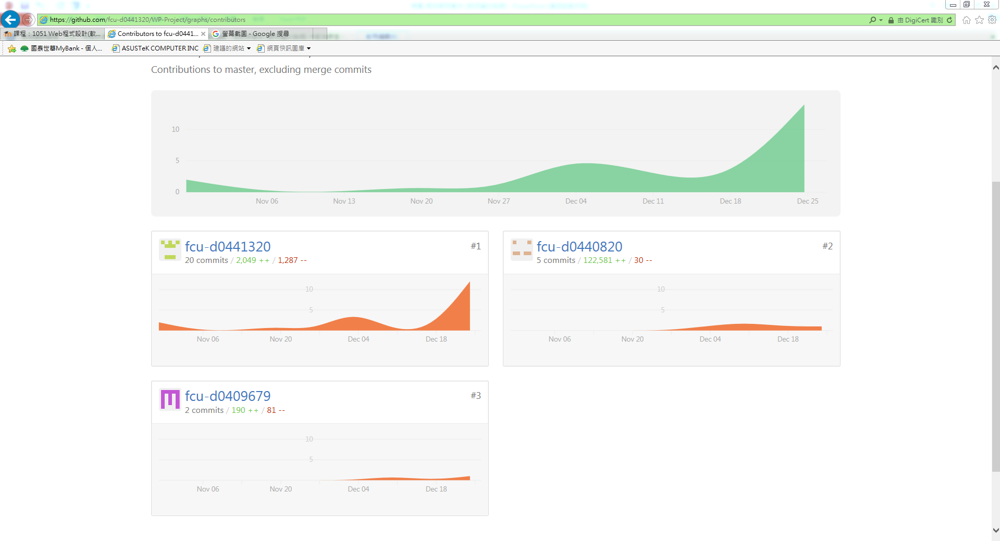 https://github.com/fcu-d0441320/WP-Project/graphs/contributors
由 DigiCert 識別
課程：1051 Web程式設計(軟...
Contributors to fcu-d0441...
螢幕截圖 - Google 搜尋
國泰世華MyBank - 個人...
ASUSTeK COMPUTER INC
建議的網站
網頁快訊圖庫
Contributions to master, excluding merge commits
10
5
0
Nov 06 Nov 13 Nov 20 Nov 27 Dec 04 Dec 11 Dec 18 Dec 25
fcu-d0441320
#1
20 commits / 2,049 ++ / 1,287 --
10
5
Nov 06 Nov 20 Dec 04 Dec 18
fcu-d0440820
#2
5 commits / 122,581 ++ / 30 --
10
5
Nov 06 Nov 20 Dec 04 Dec 18
fcu-d0409679
#3
2 commits / 190 ++ / 81 --
10
5
Nov 06 Nov 20 Dec 04 Dec 18